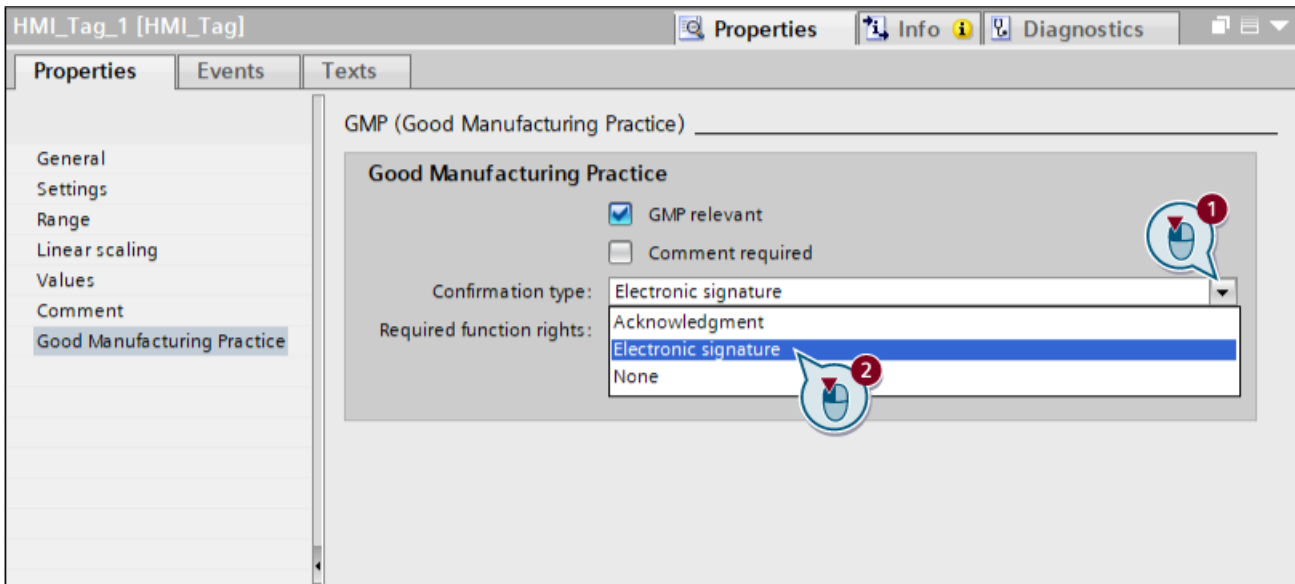 HMI_Tag_1 [HMI_Tag]
Properties
Info
Diagnostics
Properties
Events
Texts
General
Settings
Range
Linear scaling
Values
Comment
Good Manufacturing Practice
GMP (Good Manufacturing Practice)
Good Manufacturing Practice
GMP relevant
Comment required
Confirmation type: Electronic signature
Required function rights:
Acknowledgment
Electronic signature
None
1
2